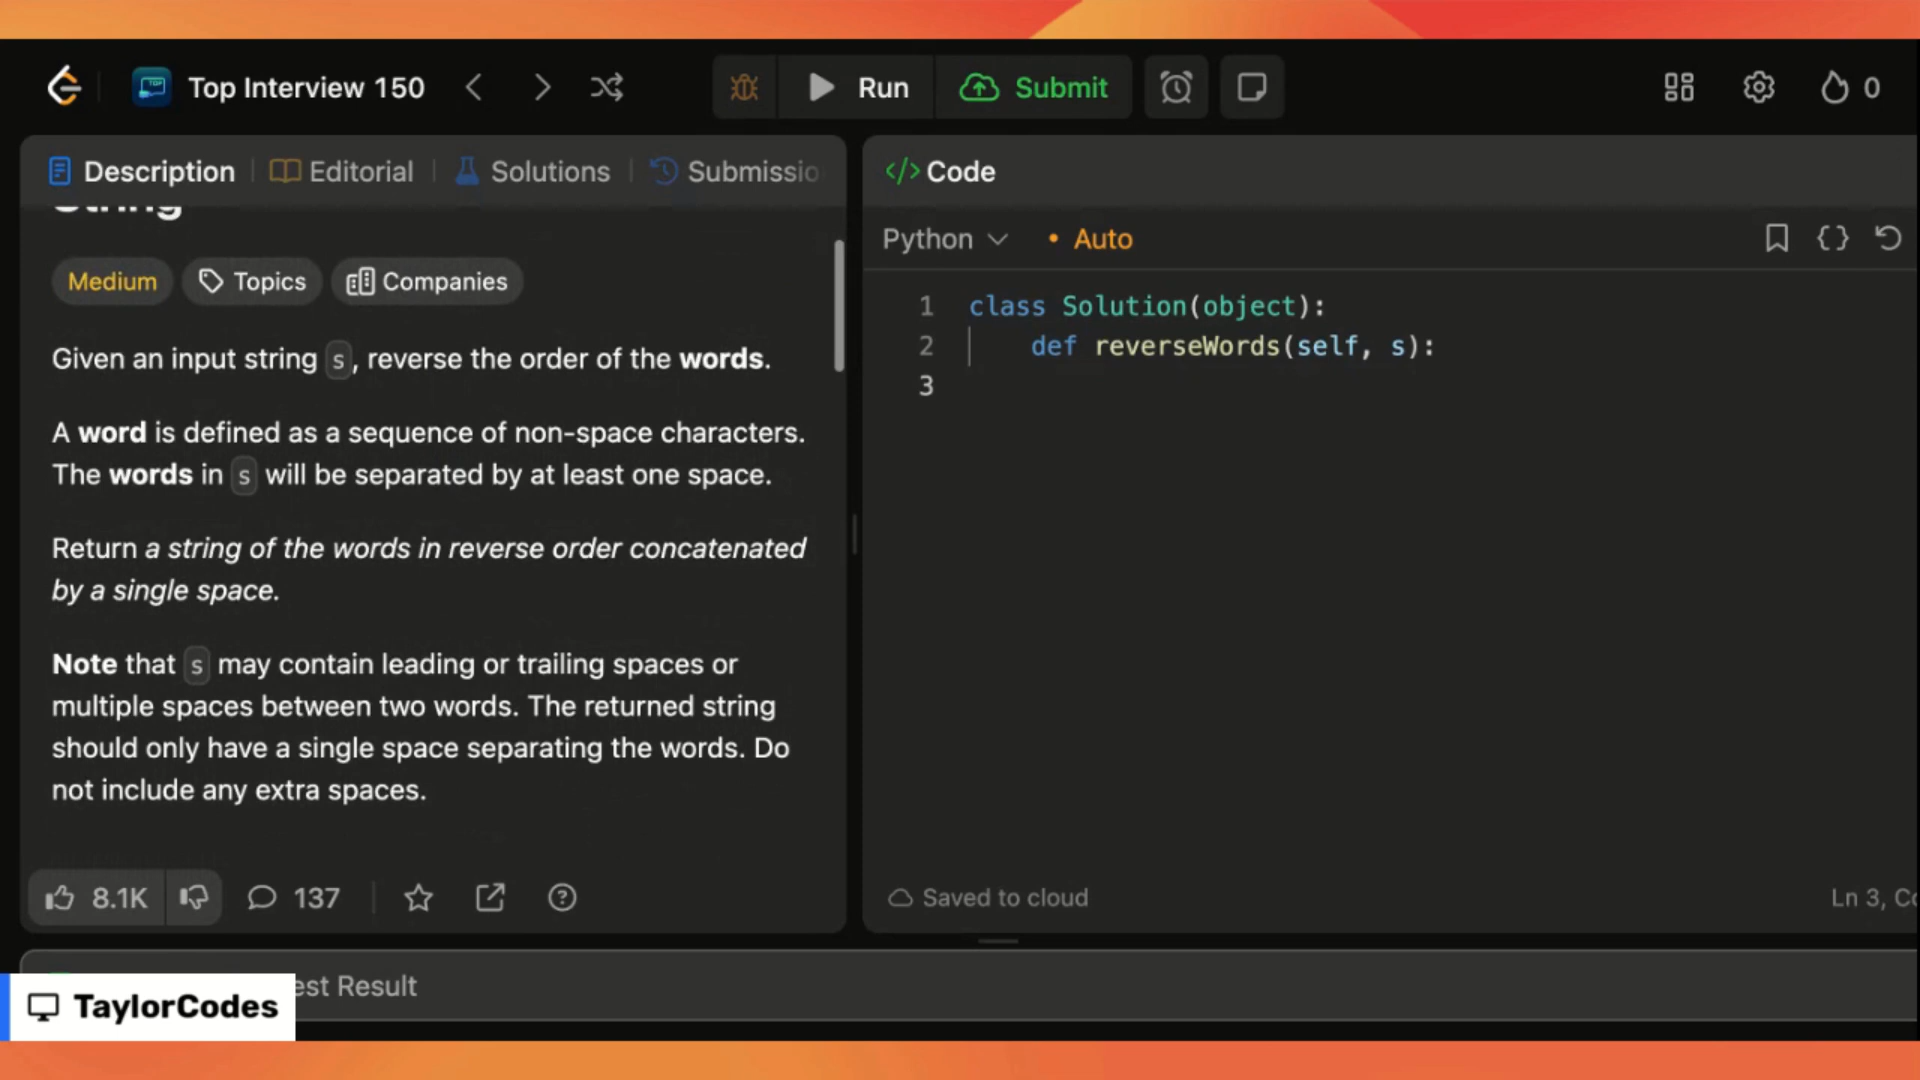 Top Interview 150
Run
Submit
0
Description
Editorial
Solutions
Submissio
</> Code
String
Medium
Topics
Companies
Given an input string s, reverse the order of the words.
A word is defined as a sequence of non-space characters.
The words in s will be separated by at least one space.
Return a string of the words in reverse order concatenated
by a single space.
Note that s may contain leading or trailing spaces or
multiple spaces between two words. The returned string
should only have a single space separating the words. Do
not include any extra spaces.
8.1K
137
Python
• Auto
{}
1 class Solution(object):
2 def reverseWords(self, s):
3
Saved to cloud
Ln 3, Co
est Result
TaylorCodes